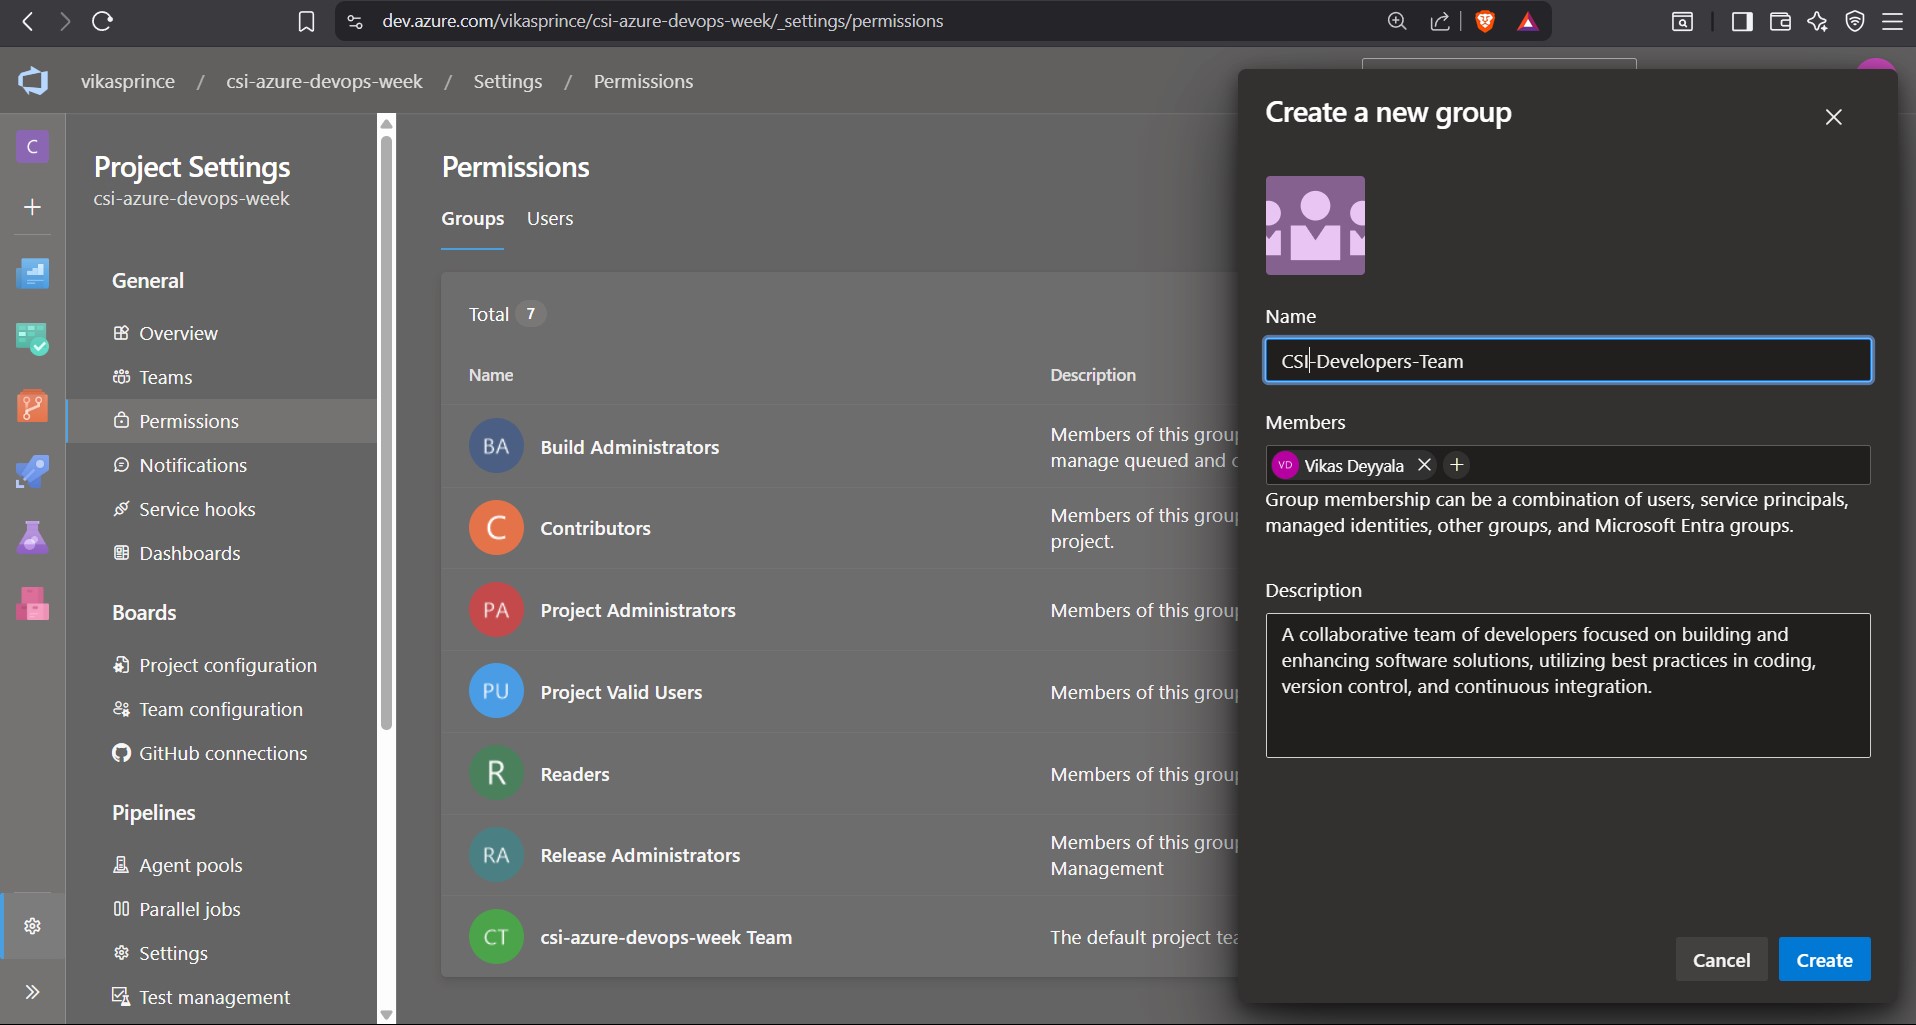 dev.azure.com/vikasprince/csi-azure-devops-week/_settings/permissions
vikasprince / csi-azure-devops-week / Settings / Permissions
C
Project Settings
csi-azure-devops-week
General
Overview
Teams
Permissions
Notifications
Service hooks
Dashboards
Boards
Project configuration
Team configuration
GitHub connections
Pipelines
Agent pools
Parallel jobs
Settings
Test management
Permissions
Groups Users
Total 7
Name Description
BA Build Administrators
Members of this group
manage queued and
C Contributors
Members of this group
project.
PA Project Administrators Members of this group
PU Project Valid Users Members of this group
R Readers Members of this group
RA Release Administrators
Members of this group
Management
CT csi-azure-devops-week Team The default project
Create a new group
Name
CSI-Developers-Team
Members
VD Vikas Deyyala
Group membership can be a combination of users, service principals,
managed identities, other groups, and Microsoft Entra groups.
Description
A collaborative team of developers focused on building and
enhancing software solutions, utilizing best practices in coding,
version control, and continuous integration.
Cancel Create